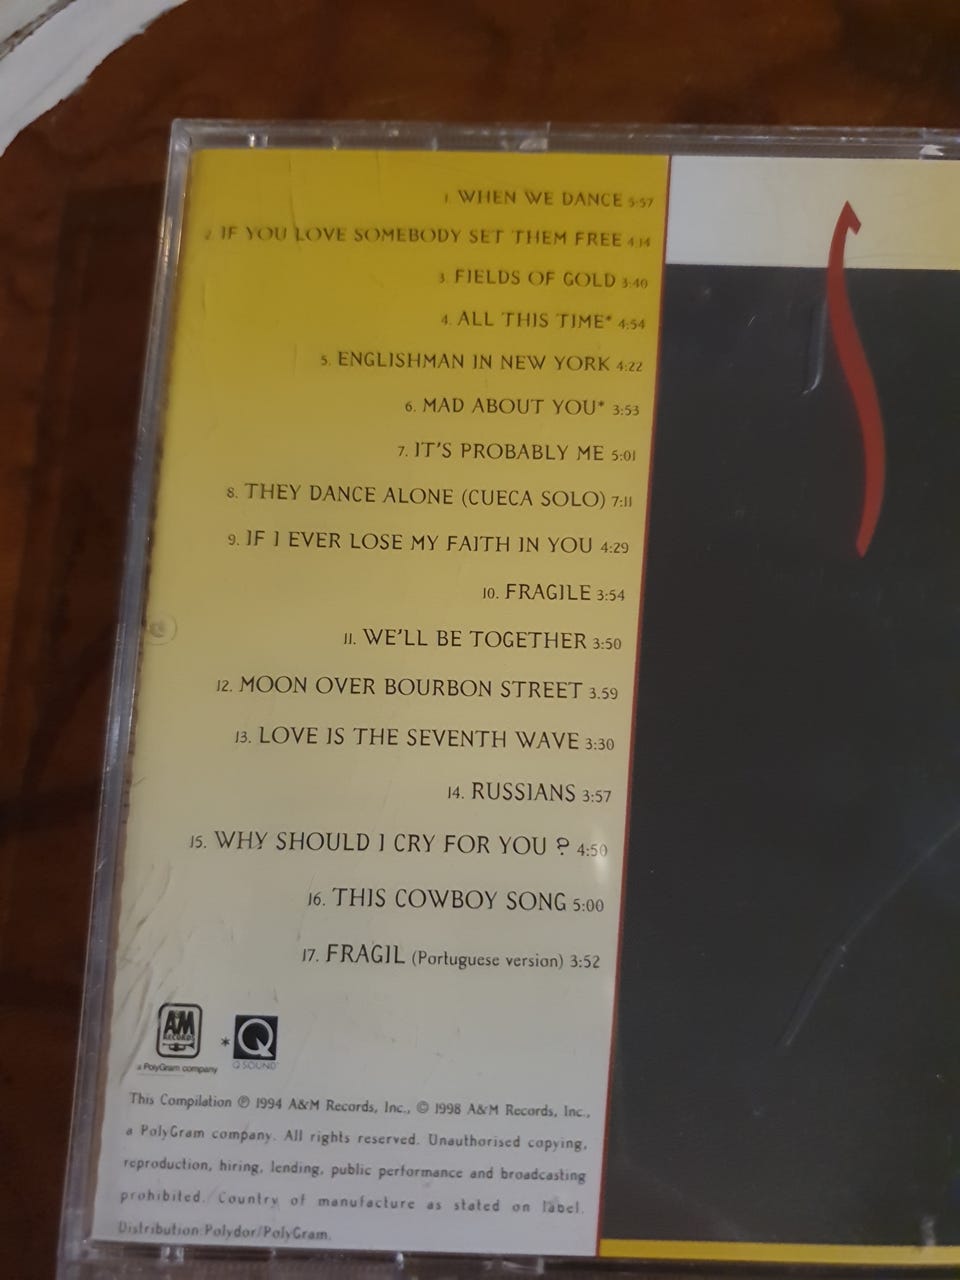 1. WHEN WE DANCE 5:57
2. IF YOU LOVE SOMEBODY SET THEM FREE 4:14
3. FIELDS OF GOLD 3:40
4. ALL THIS TIME* 4:54
5. ENGLISHMAN IN NEW YORK 4:22
6. MAD ABOUT YOU* 3:53
7. IT'S PROBABLY ME 5:01
8. THEY DANCE ALONE (CUECA SOLO) 7:11
9. IF I EVER LOSE MY FAITH IN YOU 4:29
10. FRAGILE 3:54
11. WE'LL BE TOGETHER 3:50
12. MOON OVER BOURBON STREET 3.59
13. LOVE IS THE SEVENTH WAVE 3:30
14. RUSSIANS 3:57
15. WHY SHOULD I CRY FOR YOU ? 4:50
16. THIS COWBOY SONG 5:00
17. FRAGIL (Portuguese version) 3:52
A&M
RECORDS
a PolyGram company
* Q
Q SOUND
This Compilation ℗ 1994 A&M Records, Inc., © 1998 A&M Records, Inc.,
a PolyGram company. All rights reserved. Unauthorised copying,
reproduction, hiring, lending, public performance and broadcasting
prohibited. Country of manufacture as stated on label.
Distribution:Polydor/PolyGram.